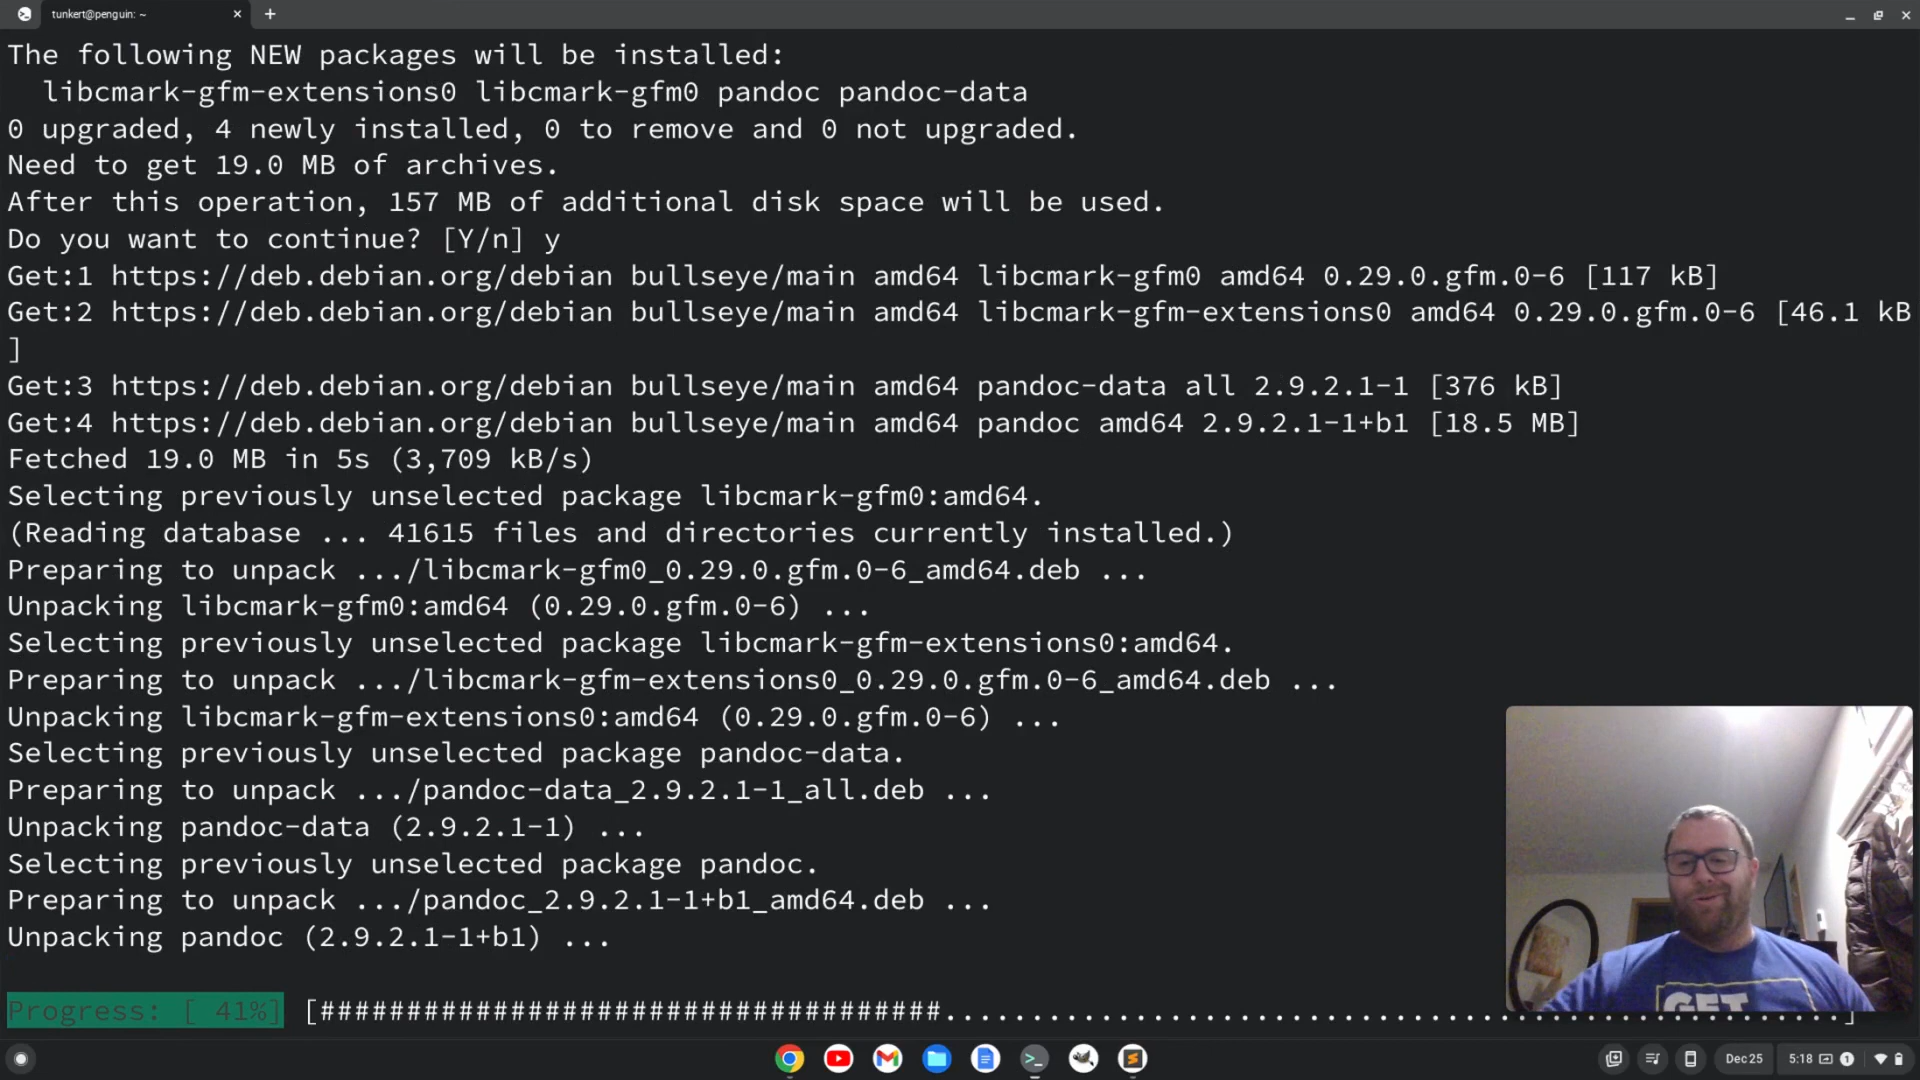 tunkert@penguin: ~
The following NEW packages will be installed:
libcmark-gfm-extensions0 libcmark-gfm0 pandoc pandoc-data
0 upgraded, 4 newly installed, 0 to remove and 0 not upgraded.
Need to get 19.0 MB of archives.
After this operation, 157 MB of additional disk space will be used.
Do you want to continue? [Y/n] y
Get:1 https://deb.debian.org/debian bullseye/main amd64 libcmark-gfm0 amd64 0.29.0.gfm.0-6 [117 kB]
Get:2 https://deb.debian.org/debian bullseye/main amd64 libcmark-gfm-extensions0 amd64 0.29.0.gfm.0-6 [46.1 kB
]
Get:3 https://deb.debian.org/debian bullseye/main amd64 pandoc-data all 2.9.2.1-1 [376 kB]
Get:4 https://deb.debian.org/debian bullseye/main amd64 pandoc amd64 2.9.2.1-1+b1 [18.5 MB]
Fetched 19.0 MB in 5s (3,709 kB/s)
Selecting previously unselected package libcmark-gfm0:amd64.
(Reading database ... 41615 files and directories currently installed.)
Preparing to unpack .../libcmark-gfm0_0.29.0.gfm.0-6_amd64.deb ...
Unpacking libcmark-gfm0:amd64 (0.29.0.gfm.0-6) ...
Selecting previously unselected package libcmark-gfm-extensions0:amd64.
Preparing to unpack .../libcmark-gfm-extensions0_0.29.0.gfm.0-6_amd64.deb ...
Unpacking libcmark-gfm-extensions0:amd64 (0.29.0.gfm.0-6) ...
Selecting previously unselected package pandoc-data.
Preparing to unpack .../pandoc-data_2.9.2.1-1_all.deb ...
Unpacking pandoc-data (2.9.2.1-1) ...
Selecting previously unselected package pandoc.
Preparing to unpack .../pandoc_2.9.2.1-1+b1_amd64.deb ...
Unpacking pandoc (2.9.2.1-1+b1) ...
GET
Progress: [ 41%] [####################################....................................................]
Dec 25 5:18 1